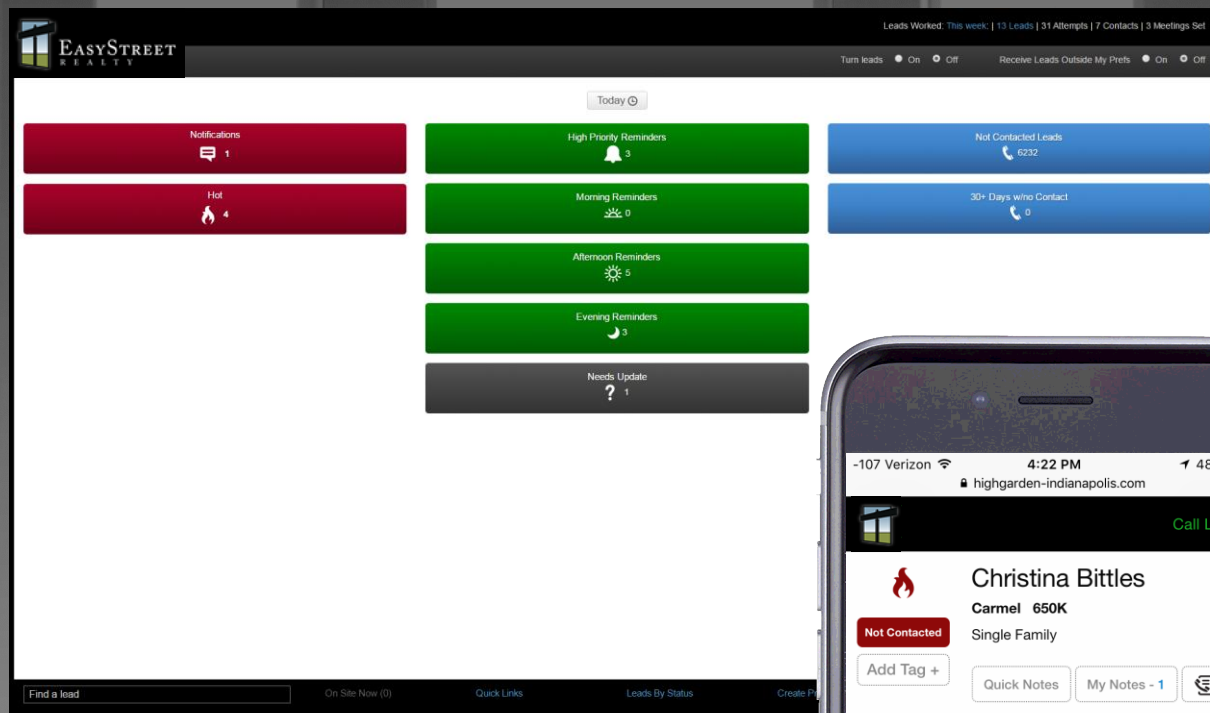 EASYSTREET
REALTY
Leads Worked: This week: | 13 Leads | 31 Attempts | 7 Contacts | 3 Meetings Set
Turn leads On Off Receive Leads Outside My Prefs On Off
Today
Notifications
1
Hot
4
High Priority Reminders
3
Morning Reminders
0
Afternoon Reminders
5
Evening Reminders
3
Needs Update
? 1
Not Contacted Leads
6232
30+ Days w/no Contact
0
Find a lead On Site Now (0) Quick Links Leads By Status Create
-107 Verizon 4:22 PM 48
highgarden-indianapolis.com
Call
Christina Bittles
Carmel 650K
Not Contacted Single Family
Add Tag +
Quick Notes My Notes - 1